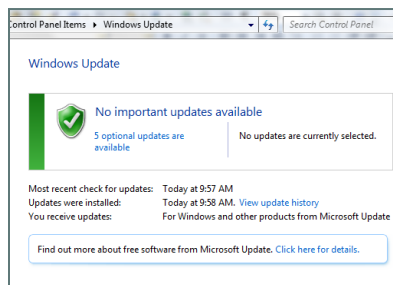 Control Panel Items ▸ Windows Update Search Control Panel
Windows Update
No important updates available
5 optional updates are
available
No updates are currently selected.
Most recent check for updates: Today at 9:57 AM
Updates were installed: Today at 9:58 AM. View update history
You receive updates: For Windows and other products from Microsoft Update
Find out more about free software from Microsoft Update. Click here for details.